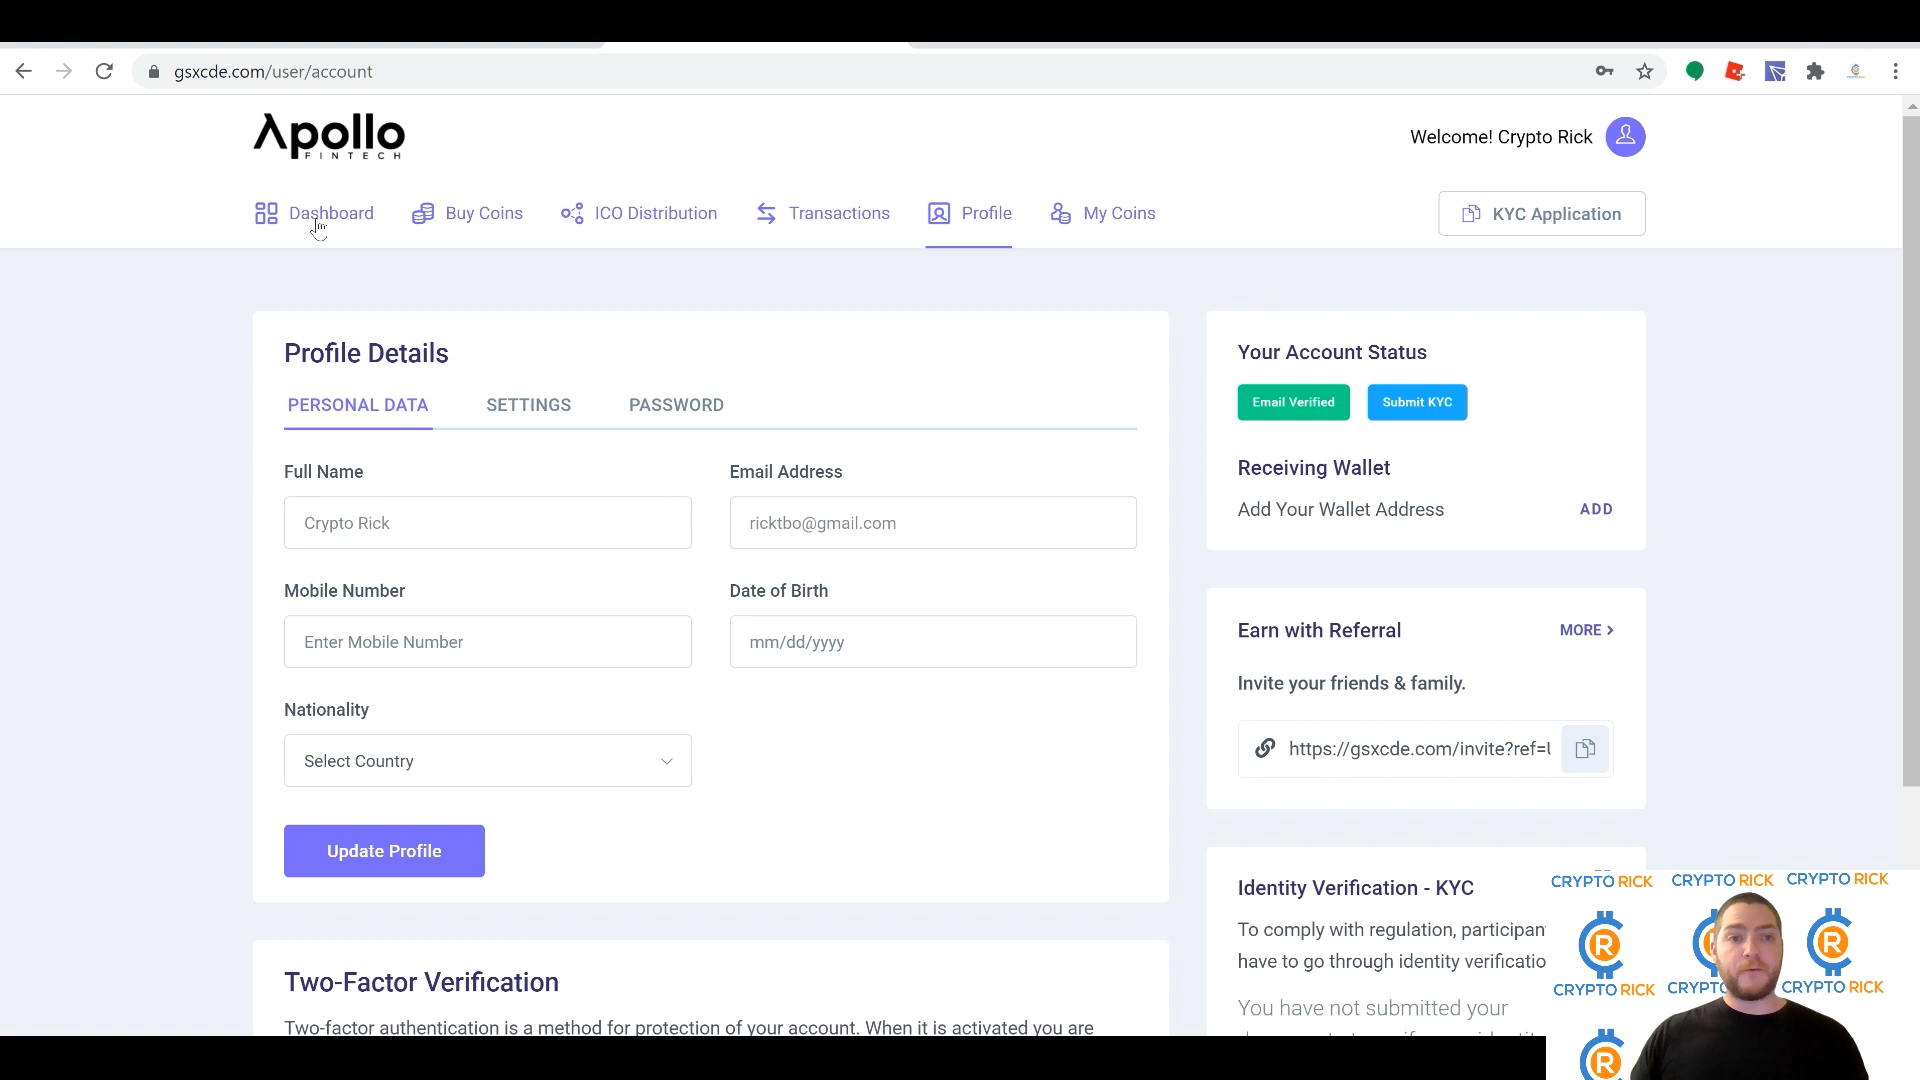 gsxcde.com/user/account
Apollo
FINTECH
Welcome! Crypto Rick
Dashboard
Buy Coins
ICO Distribution
Transactions
Profile
My Coins
KYC Application
Profile Details
PERSONAL DATA
SETTINGS
PASSWORD
Full Name
Email Address
Crypto Rick
ricktbo@gmail.com
Mobile Number
Date of Birth
Enter Mobile Number
mm/dd/yyyy
Nationality
Select Country
Update Profile
Two-Factor Verification
Two-factor authentication is a method for protection of your account. When it is activated you are
Your Account Status
Email Verified
Submit KYC
Receiving Wallet
Add Your Wallet Address
ADD
Earn with Referral
MORE
Invite your friends & family.
https://gsxcde.com/invite?ref=
Identity Verification - KYC
To comply with regulation, participan
have to go through identity verificatio
You have not submitted your
CRYPTO RICK
CRYPTO RICK
CRYPTO RICK
R
R
CRYPTO RICK
CRYPT
CRYPTO RICK
R